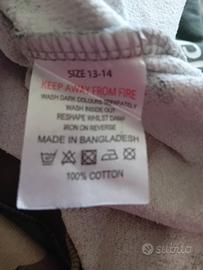 SIZE 13-14
KEEP AWAY FROM FIRE
WASH DARK COLOURS SEPARATELY
WASH INSIDE OUT
RESHAPE WHILST DAMP
IRON ON REVERSE
MADE IN BANGLADESH
100% COTTON
subito